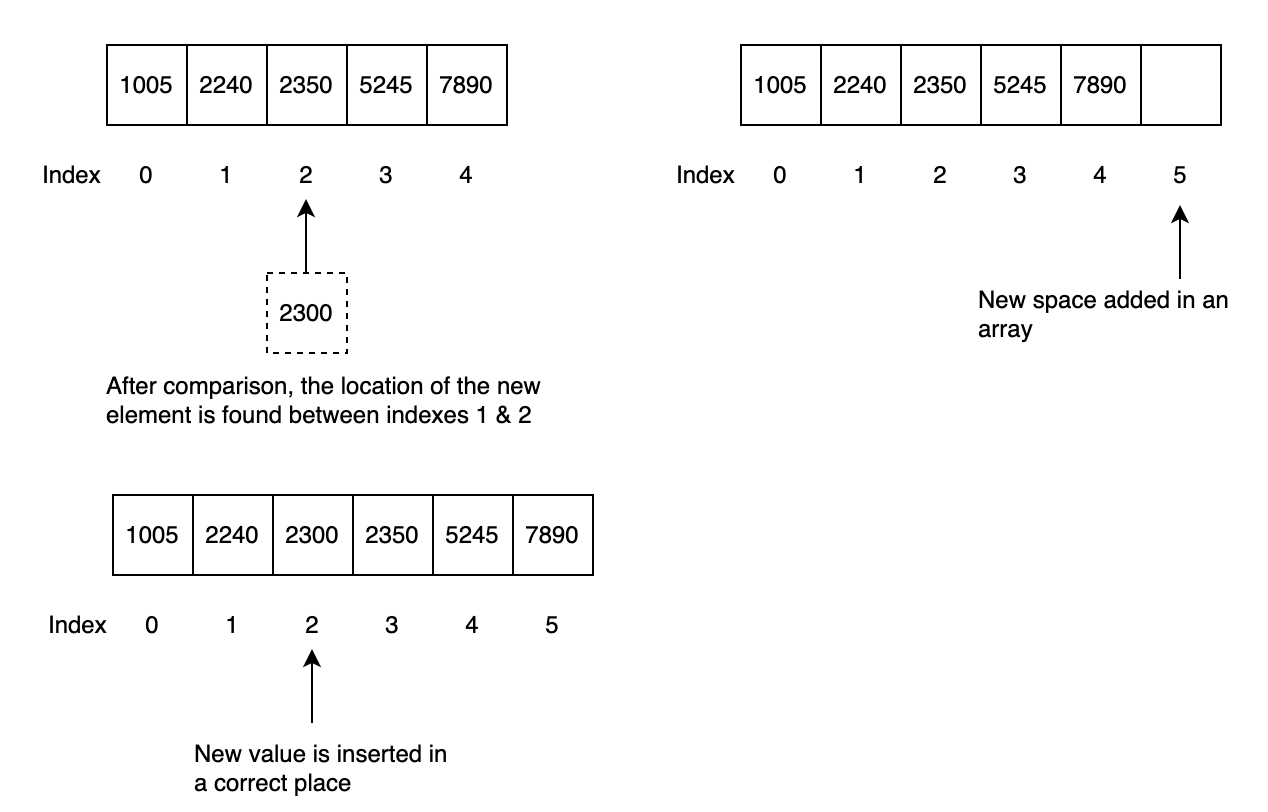 1005 2240 2350 5245 7890
Index 0 1 2 3 4
2300
After comparison, the location of the new
element is found between indexes 1 & 2
1005 2240 2350 5245 7890
Index 0 1 2 3 4 5
New space added in an
array
1005 2240 2300 2350 5245 7890
Index 0 1 2 3 4 5
New value is inserted in
a correct place